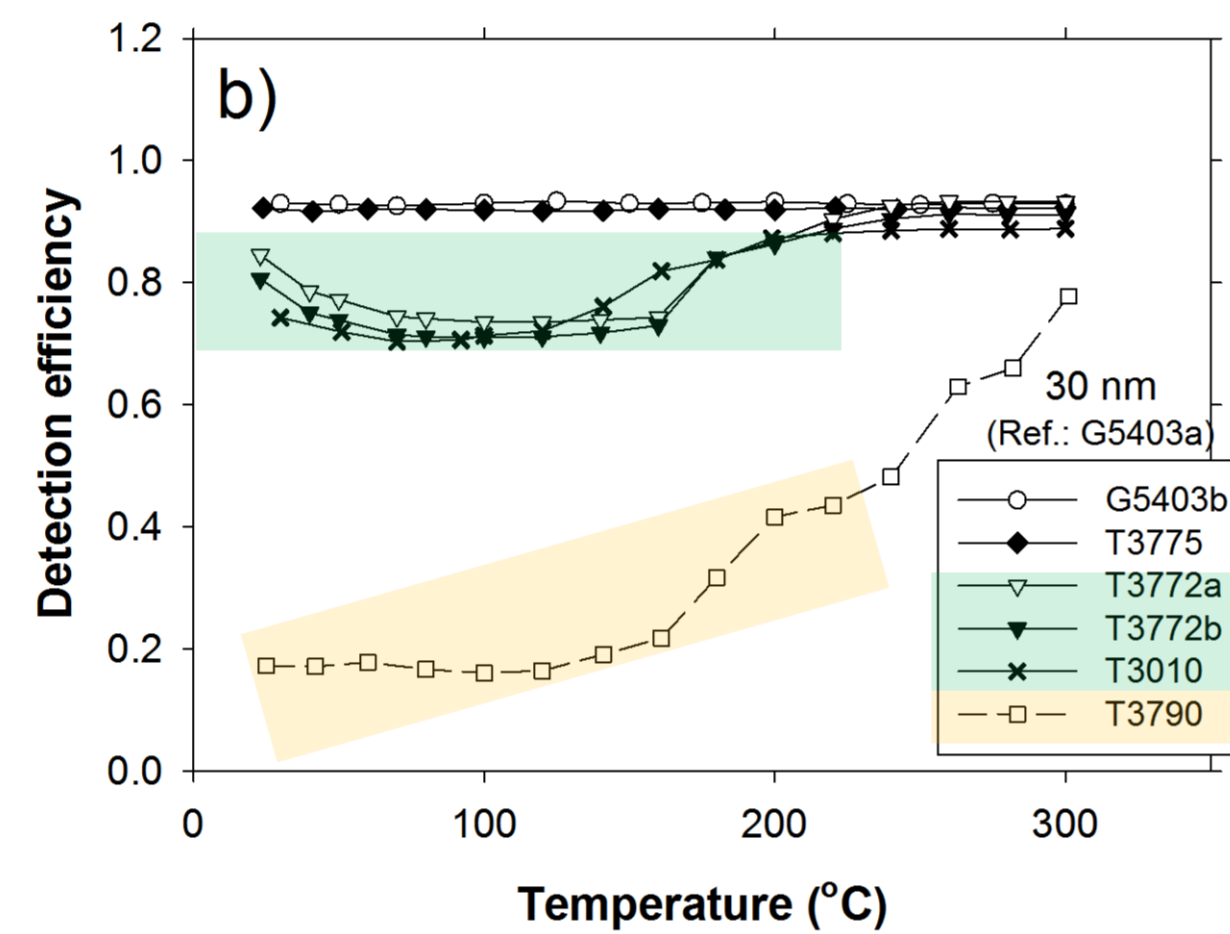 b)
1.2
1.0
0.8
0.6
0.4
0.2
0.0
Detection efficiency
30 nm
(Ref.: G5403a)
G5403b
T3775
T3772a
T3772b
T3010
T3790
0 100 200 300
Temperature (°C)